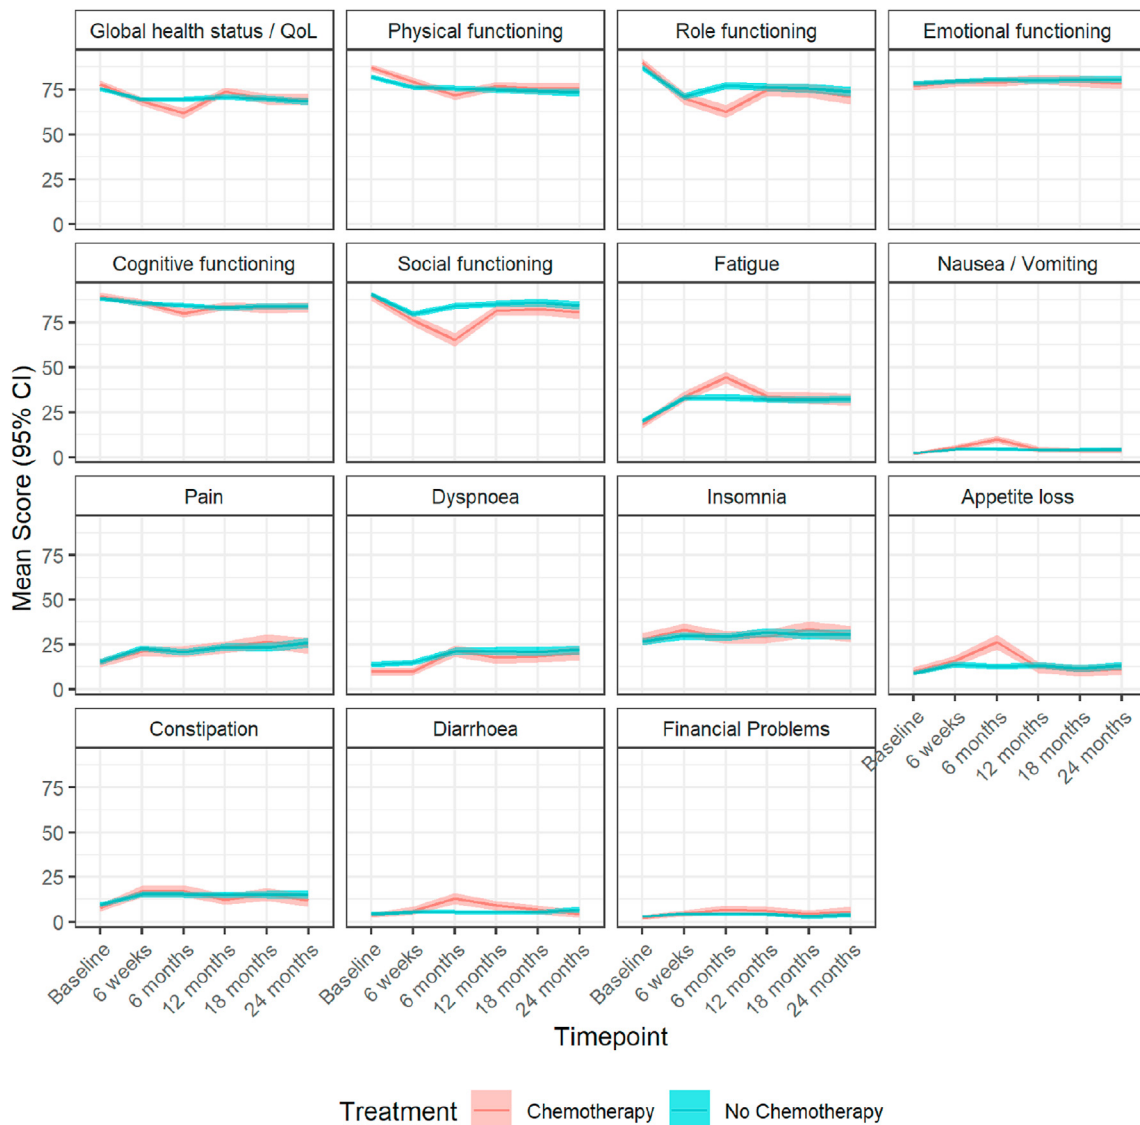 Global health status / QoL
Physical functioning
Role functioning
Emotional functioning
75
50
25
0
Cognitive functioning
Social functioning
Fatigue
Nausea / Vomiting
75
50
25
0
Mean Score (95% CI)
Pain
Dyspnoea
Insomnia
Appetite loss
75
50
25
0
Baseline
6 weeks
6 months
12 months
18 months
24 months
Constipation
Diarrhoea
Financial Problems
75
50
25
0
Baseline
6 weeks
6 months
12 months
18 months
24 months
Baseline
6 weeks
6 months
12 months
18 months
24 months
Baseline
6 weeks
6 months
12 months
18 months
24 months
Timepoint
Treatment
Chemotherapy
No Chemotherapy